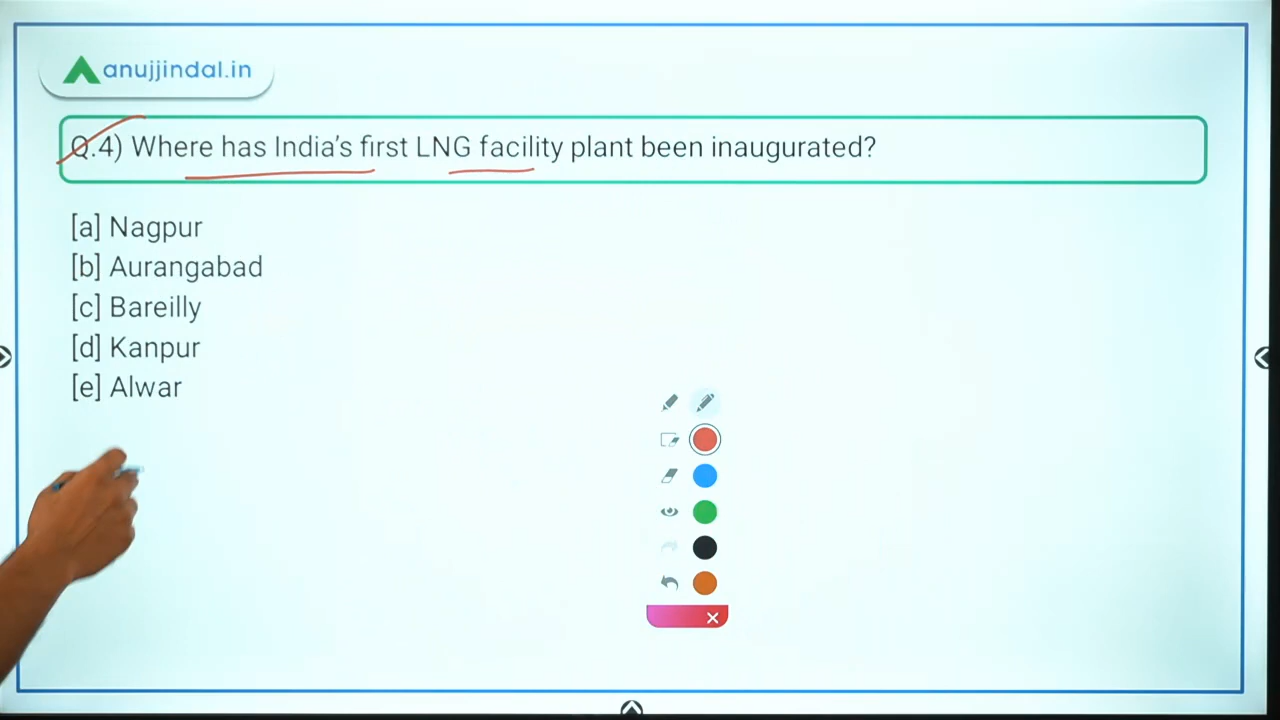 anujjindal.in
Q.4) Where has India's first LNG facility plant been inaugurated?
[a] Nagpur
[b] Aurangabad
[c] Bareilly
[d] Kanpur
[e] Alwar